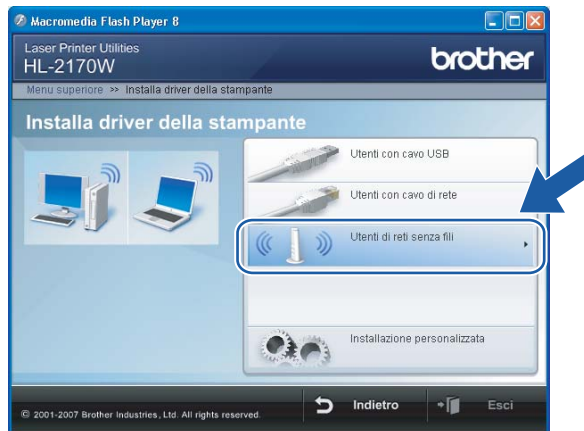 Macromedia Flash Player 8
Laser Printer Utilities
HL-2170W
brother
Menu superiore >> Installa driver della stampante
Installa driver della stampante
Utenti con cavo USB
Utenti con cavo di rete
Utenti di reti senza fili
Installazione personalizzata
© 2001-2007 Brother Industries, Ltd. All rights reserved.
Indietro
Esci